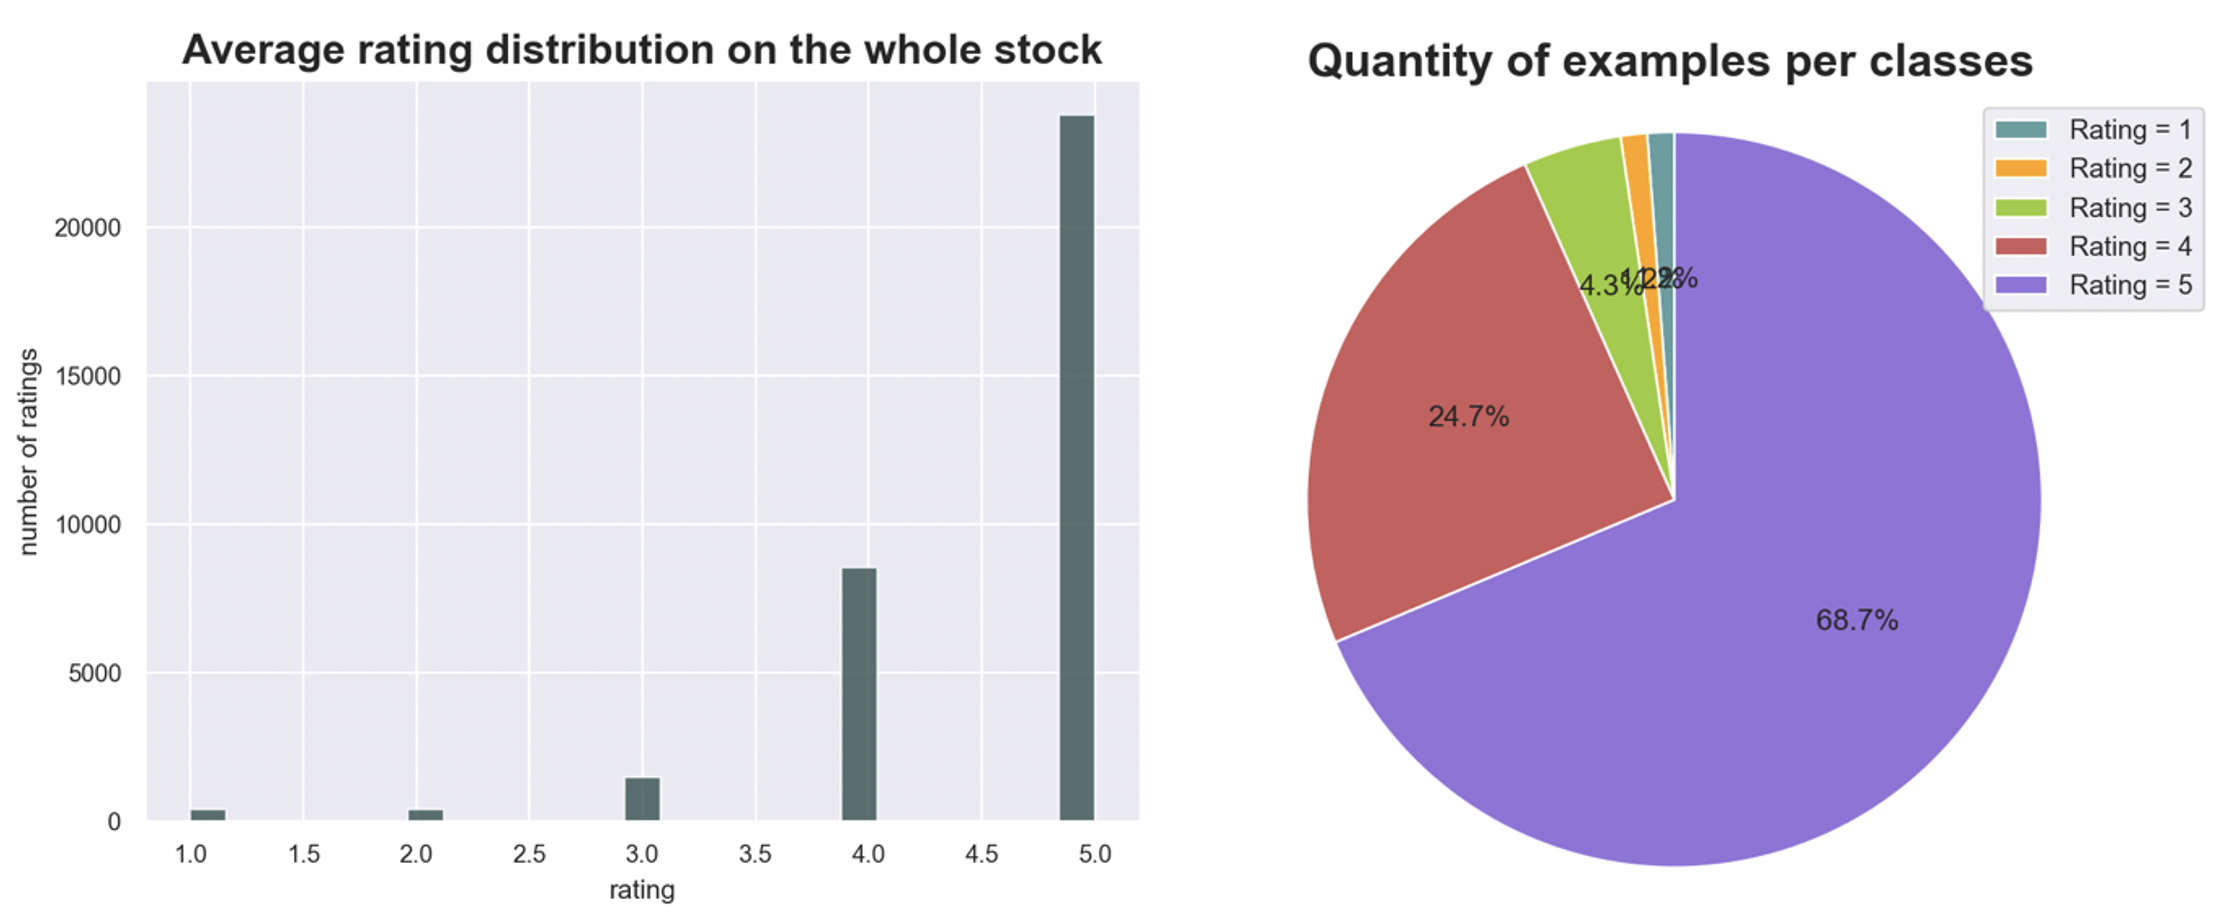 Average rating distribution on the whole stock
20000
15000
10000
5000
0
number of ratings
1.0 1.5 2.0 2.5 3.0 3.5 4.0 4.5 5.0
rating
Quantity of examples per classes
Rating = 1
Rating = 2
Rating = 3
Rating = 4
Rating = 5
4.3%
24.7%
68.7%